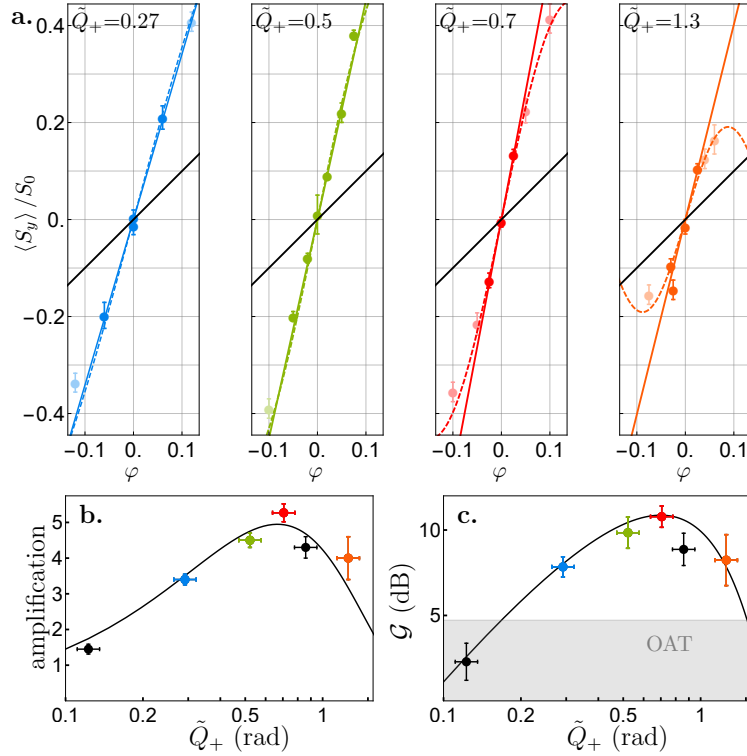 a.
Q̃₊=0.27
Q̃₊=0.5
Q̃₊=0.7
Q̃₊=1.3
0.4
0.2
0.
−0.2
−0.4
⟨S_y⟩/S₀
−0.1 0. 0.1
−0.1 0. 0.1
−0.1 0. 0.1
−0.1 0. 0.1
φ
φ
φ
φ
b.
amplification
5
4
3
2
1
0.1 0.2 0.5 1
Q̃₊ (rad)
c.
𝒢 (dB)
10
5
OAT
0.1 0.2 0.5 1
Q̃₊ (rad)